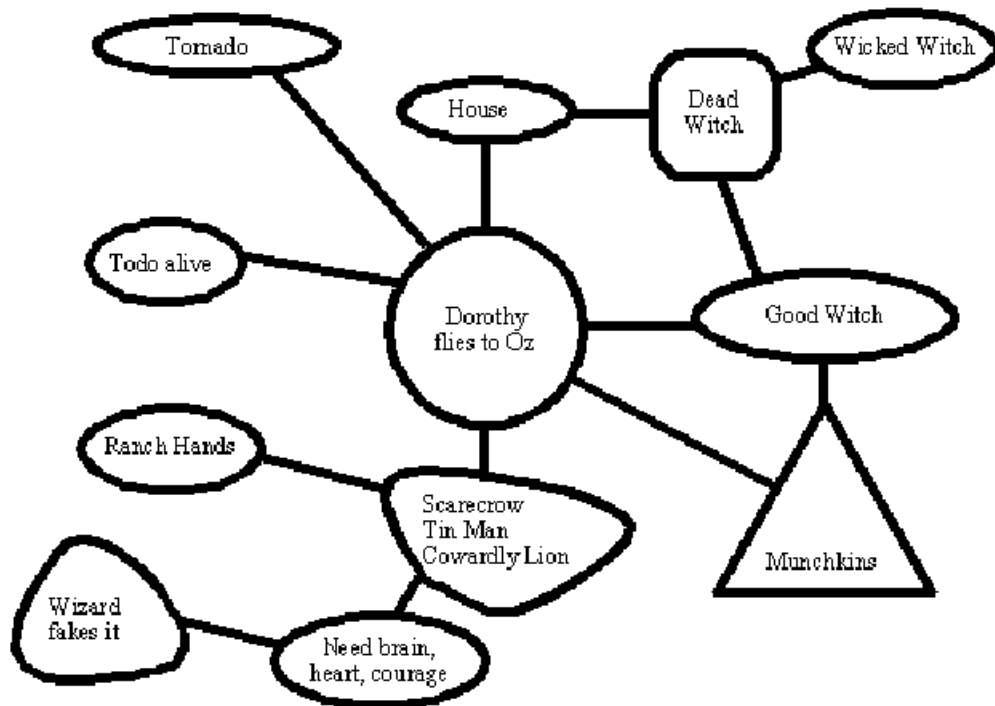 Tornado
Wicked Witch
House
Dead
Witch
Todo alive
Dorothy
flies to Oz
Good Witch
Ranch Hands
Scarecrow
Tin Man
Cowardly Lion
Munchkins
Wizard
fakes it
Need brain,
heart, courage